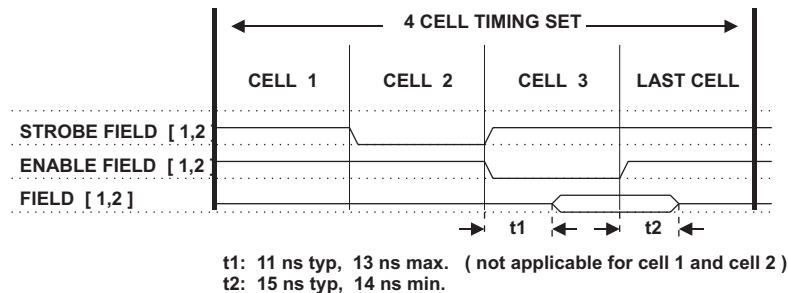 4 CELL TIMING SET
CELL 1 CELL 2 CELL 3 LAST CELL
STROBE FIELD [ 1,2 ]
ENABLE FIELD [ 1,2 ]
FIELD [ 1,2 ]
t1 t2
t1: 11 ns typ, 13 ns max. ( not applicable for cell 1 and cell 2 )
t2: 15 ns typ, 14 ns min.